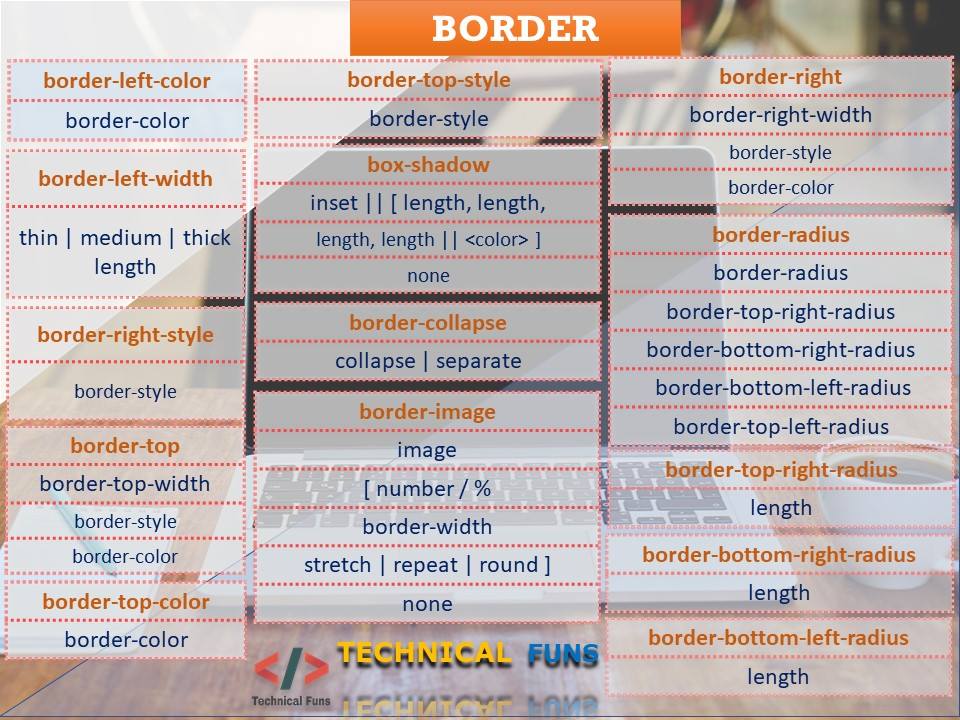 BORDER
border-left-color
border-color
border-left-width
thin | medium | thick
length
border-right-style
border-style
border-top
border-top-width
border-style
border-color
border-top-color
border-color
border-top-style
border-style
box-shadow
inset || [ length, length,
length, length || <color> ]
none
border-collapse
collapse | separate
border-image
image
[ number / %
border-width
stretch | repeat | round ]
none
border-right
border-right-width
border-style
border-color
border-radius
border-radius
border-top-right-radius
border-bottom-right-radius
border-bottom-left-radius
border-top-left-radius
border-top-right-radius
length
border-bottom-right-radius
length
border-bottom-left-radius
length
</>
Technical Funs
TECHNICAL FUNS